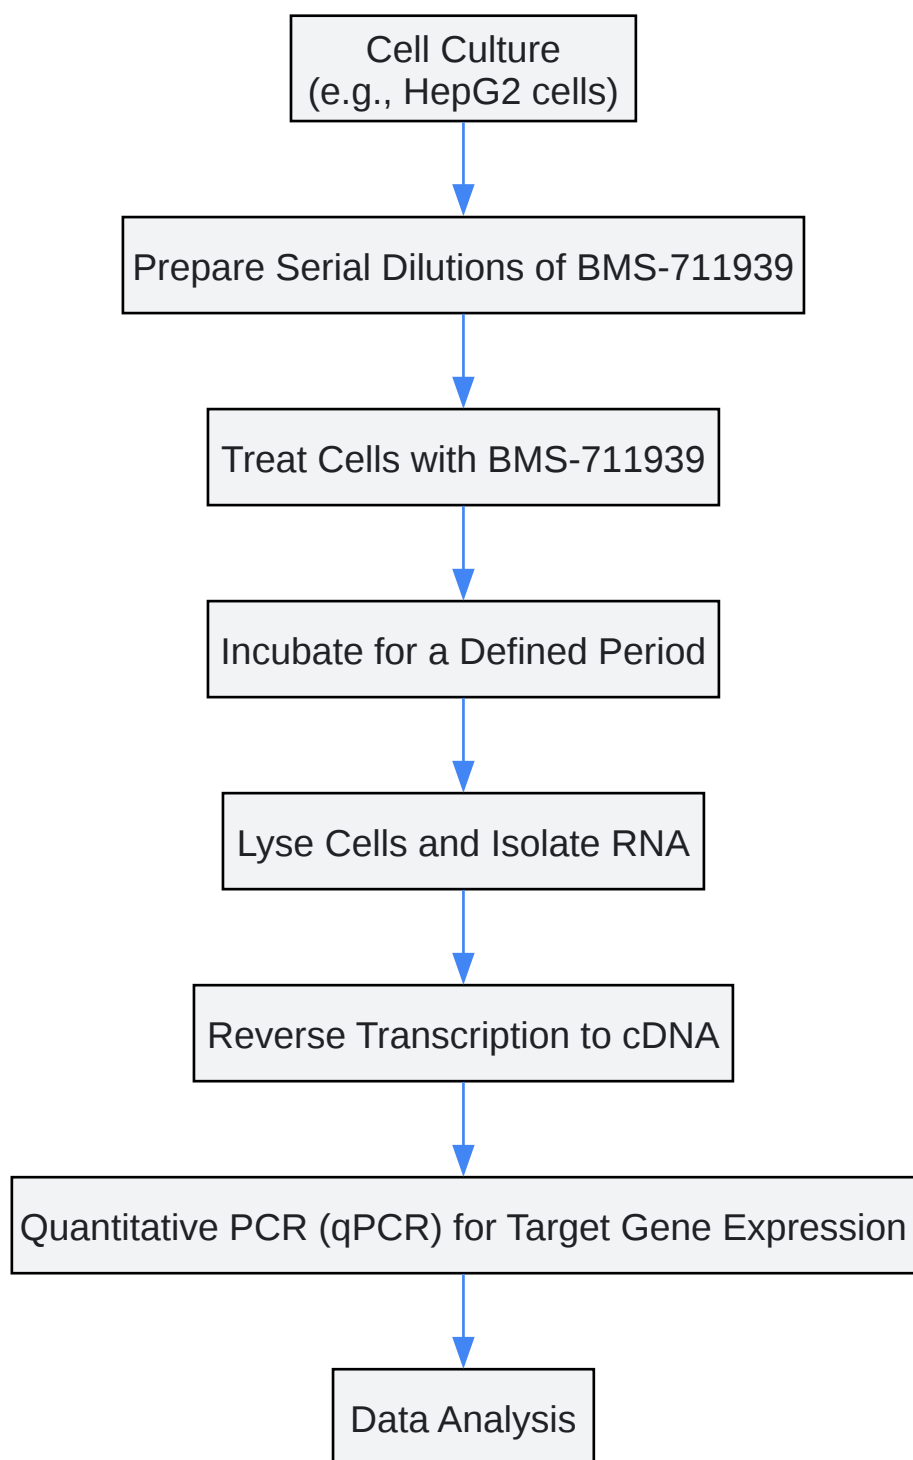 Cell Culture
(e.g., HepG2 cells)
Prepare Serial Dilutions of BMS-711939
Treat Cells with BMS-711939
Incubate for a Defined Period
Lyse Cells and Isolate RNA
Reverse Transcription to cDNA
Quantitative PCR (qPCR) for Target Gene Expression
Data Analysis